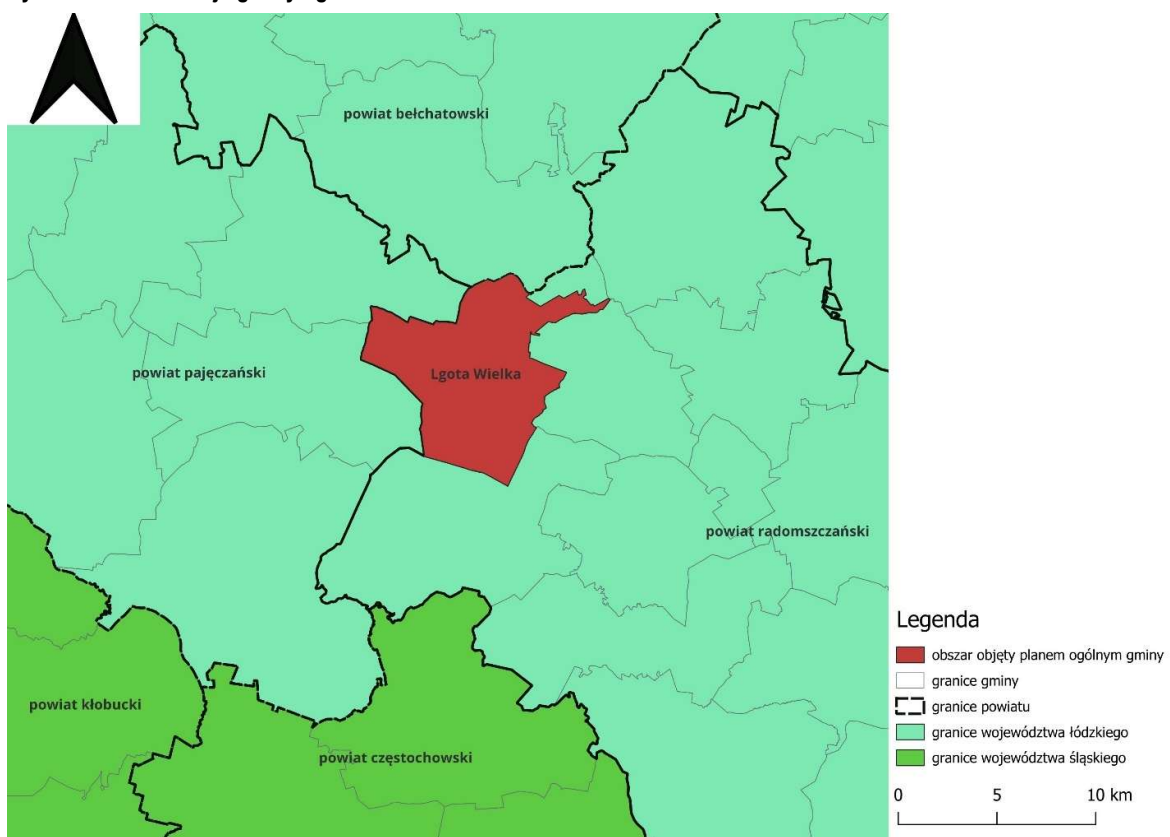 powiat bełchatowski
powiat pajęczański
Lgota Wielka
powiat radomszczański
powiat kłobucki
powiat częstochowski
Legenda
obszar objęty planem ogólnym gminy
granice gminy
granice powiatu
granice województwa łódzkiego
granice województwa śląskiego
0 5 10 km